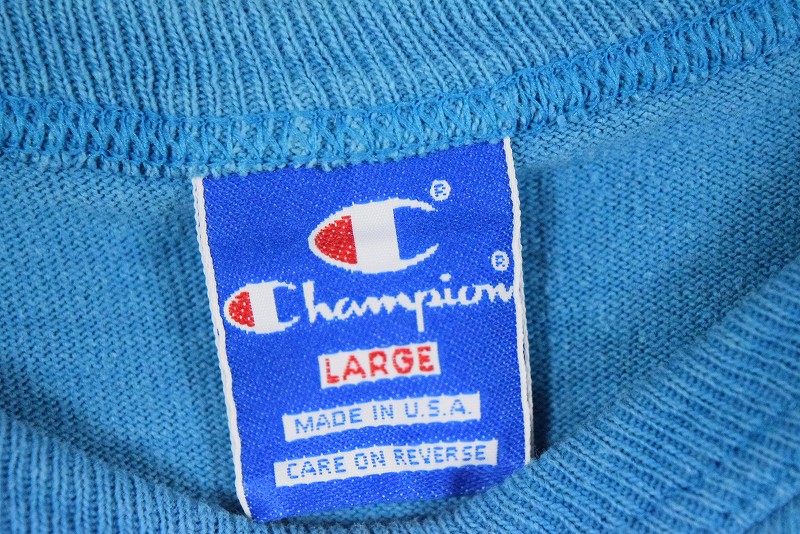 ®
®
Champion
LARGE
MADE IN U.S.A.
CARE ON REVERSE